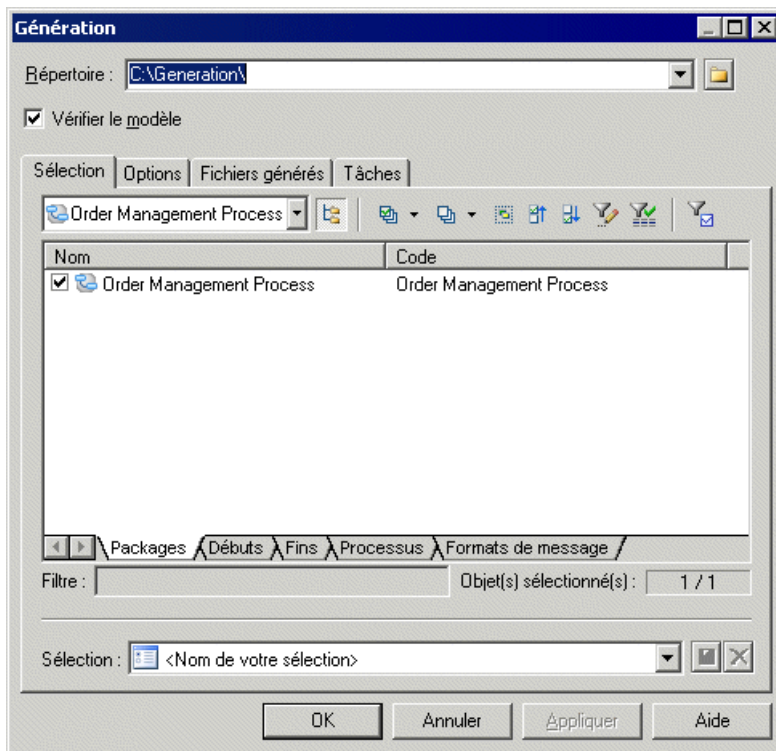 Génération
Répertoire : C:\Generation\
Vérifier le modèle
Sélection Options Fichiers générés Tâches
Order Management Process
Nom Code
Order Management Process Order Management Process
Packages Débuts Fins Processus Formats de message
Filtre : Objet(s) sélectionné(s) : 1 / 1
Sélection : <Nom de votre sélection>
OK Annuler Appliquer Aide